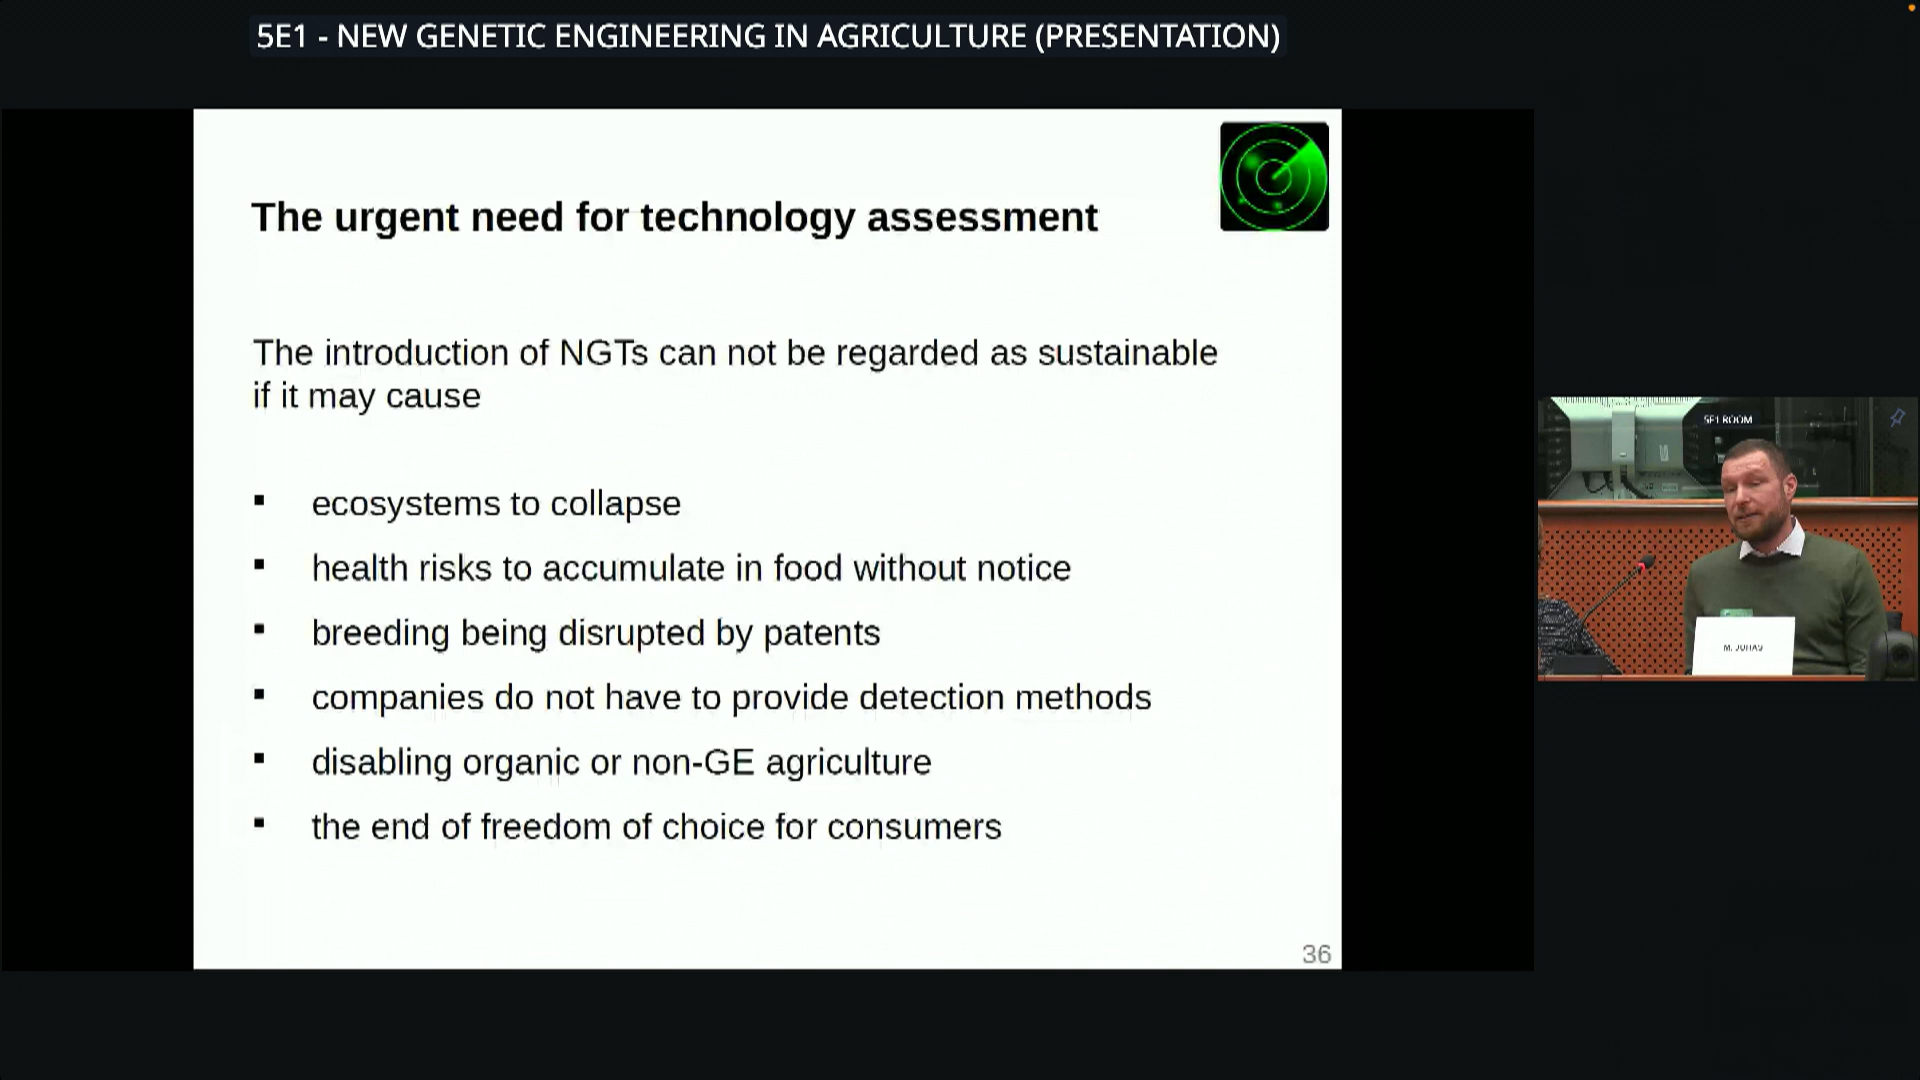 5E1 - NEW GENETIC ENGINEERING IN AGRICULTURE (PRESENTATION)
The urgent need for technology assessment
The introduction of NGTs can not be regarded as sustainable
if it may cause
▪ ecosystems to collapse
▪ health risks to accumulate in food without notice
▪ breeding being disrupted by patents
▪ companies do not have to provide detection methods
▪ disabling organic or non-GE agriculture
▪ the end of freedom of choice for consumers
36
5E1 ROOM
M.